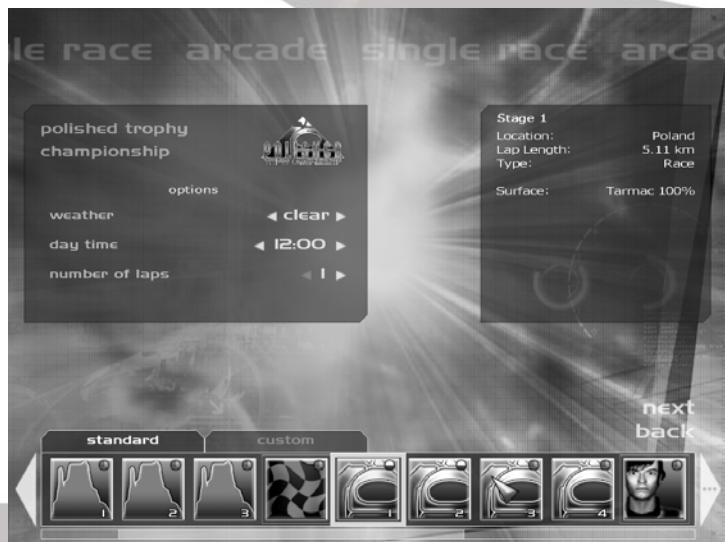 le race arcade single race arca
polished trophy
championship
options
weather clear
day time 12:00
number of laps 1
Stage 1
Location: Poland
Lap Length: 5.11 km
Type: Race
Surface: Tarmac 100%
next
back
standard custom
1 2 3 1 2 3 4
...